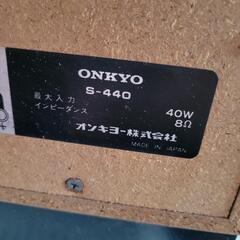 ONKYO
S-440
最大入力 40W
インピーダンス 8Ω
オンキヨー株式会社
MADE IN JAPAN